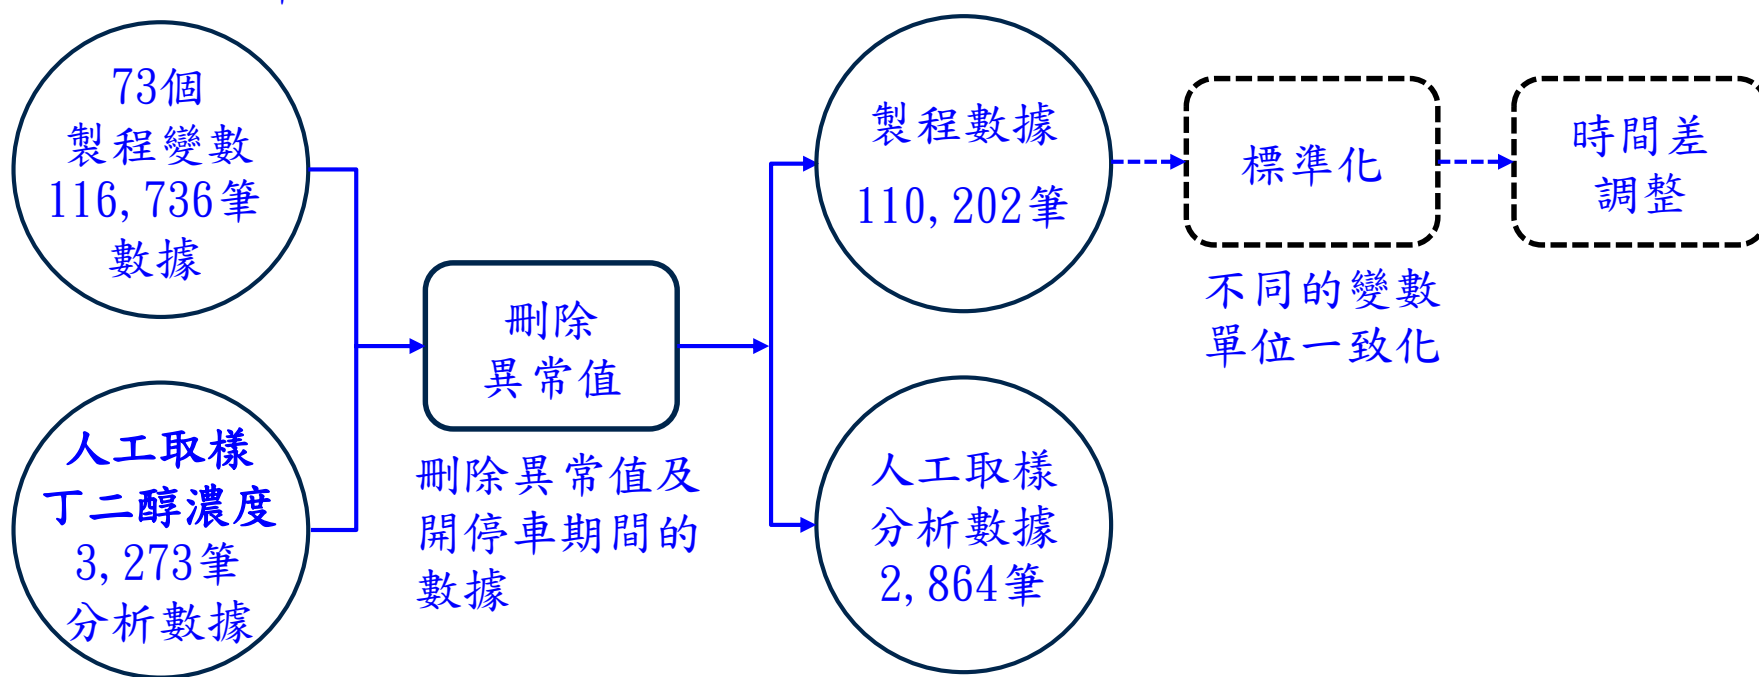 73個
製程變數
116,736筆
數據
人工取樣
丁二醇濃度
3,273筆
分析數據
刪除
異常值
刪除異常值及
開停車期間的
數據
製程數據
110,202筆
人工取樣
分析數據
2,864筆
標準化
不同的變數
單位一致化
時間差
調整